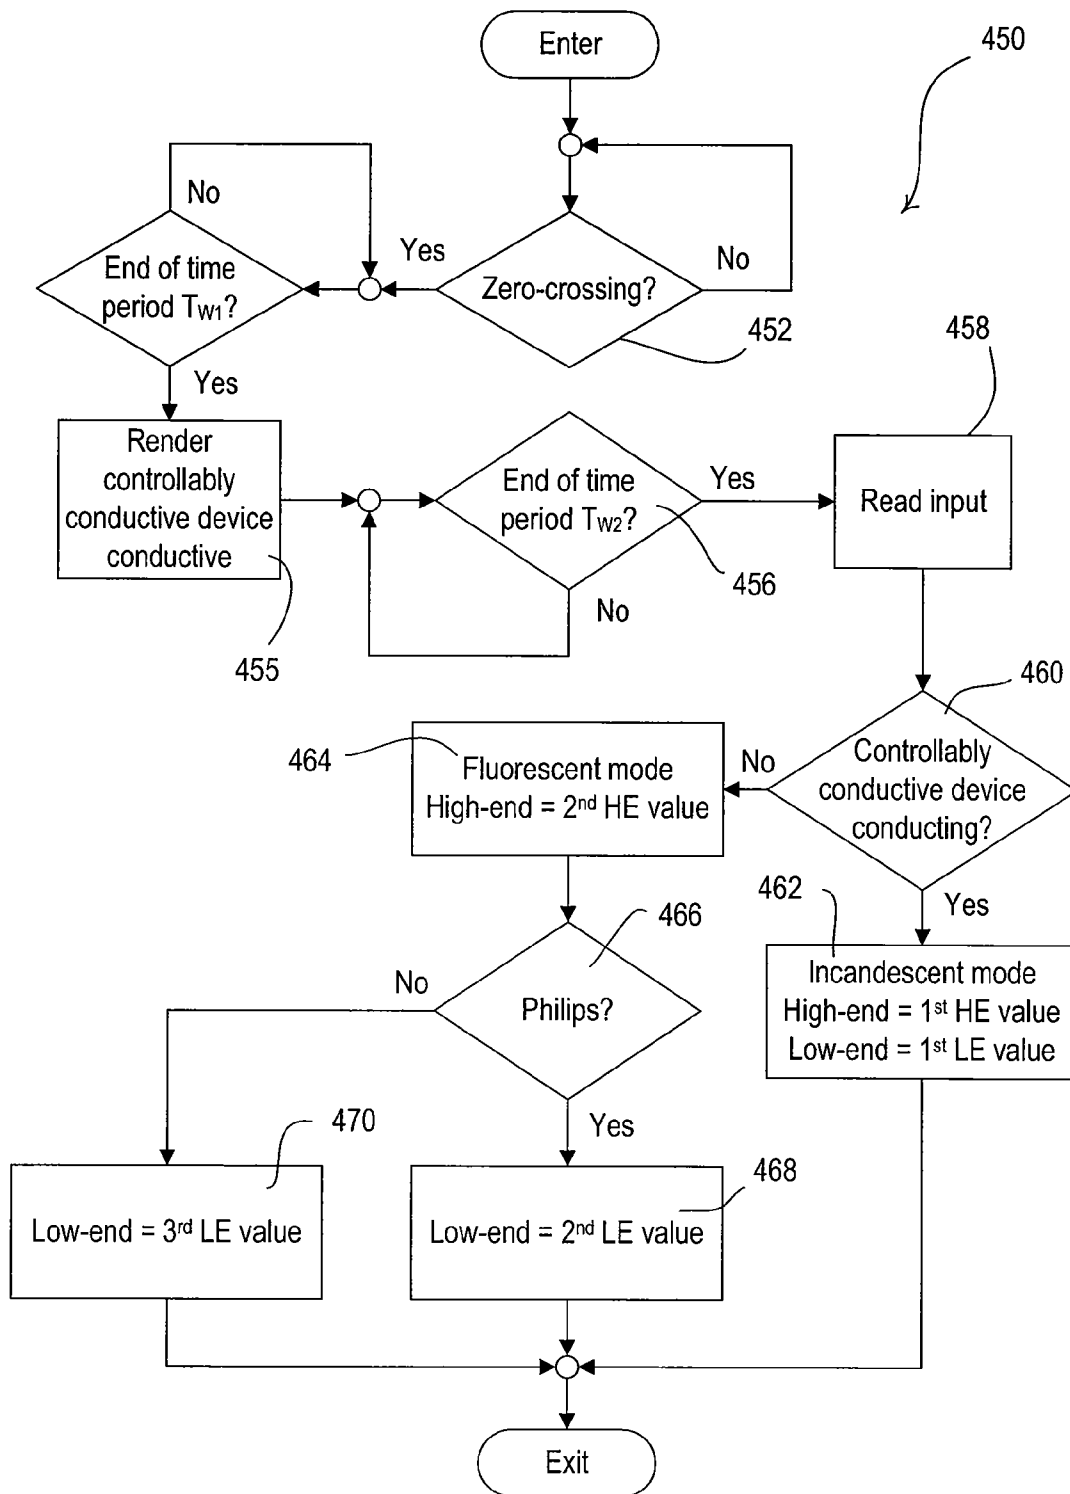 Enter
450
No
Yes
No
End of time
period TW1?
Zero-crossing?
452
458
Yes
Render
controllably
conductive device
conductive
End of time
period TW2?
Yes
Read input
456
No
455
460
464
Fluorescent mode
High-end = 2nd HE value
No
Controllably
conductive device
conducting?
462
Yes
466
No
Philips?
Incandescent mode
High-end = 1st HE value
Low-end = 1st LE value
470
Yes
468
Low-end = 3rd LE value
Low-end = 2nd LE value
Exit